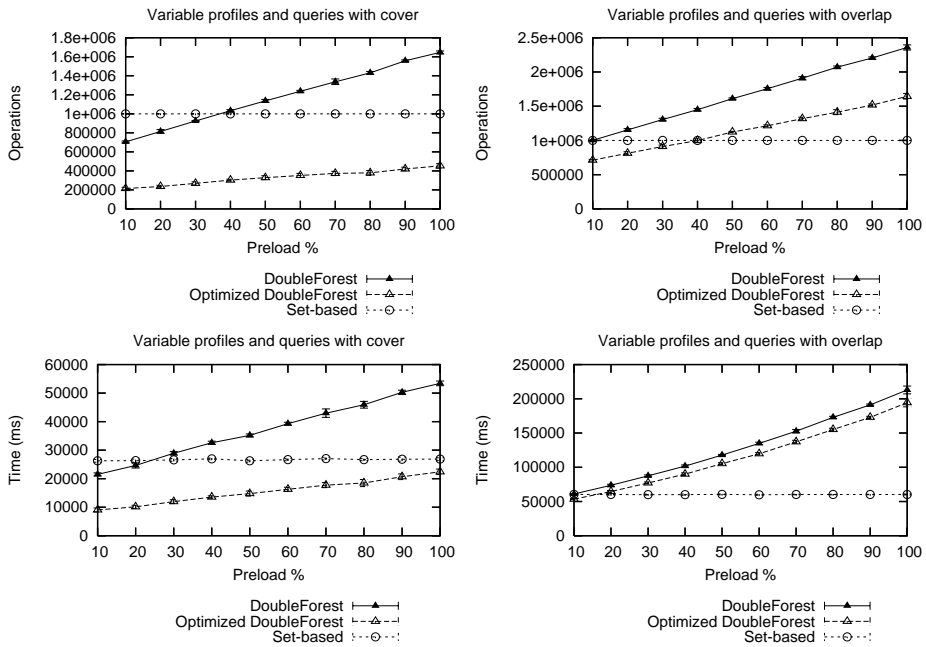 Variable profiles and queries with cover
1.8e+006
1.6e+006
1.4e+006
1.2e+006
1e+006
800000
600000
400000
200000
0
Operations
10 20 30 40 50 60 70 80 90 100
Preload %
DoubleForest
Optimized DoubleForest
Set-based
Variable profiles and queries with overlap
2.5e+006
2e+006
1.5e+006
1e+006
500000
0
Operations
10 20 30 40 50 60 70 80 90 100
Preload %
DoubleForest
Optimized DoubleForest
Set-based
Variable profiles and queries with cover
60000
50000
40000
30000
20000
10000
0
Time (ms)
10 20 30 40 50 60 70 80 90 100
Preload %
DoubleForest
Optimized DoubleForest
Set-based
Variable profiles and queries with overlap
250000
200000
150000
100000
50000
0
Time (ms)
10 20 30 40 50 60 70 80 90 100
Preload %
DoubleForest
Optimized DoubleForest
Set-based